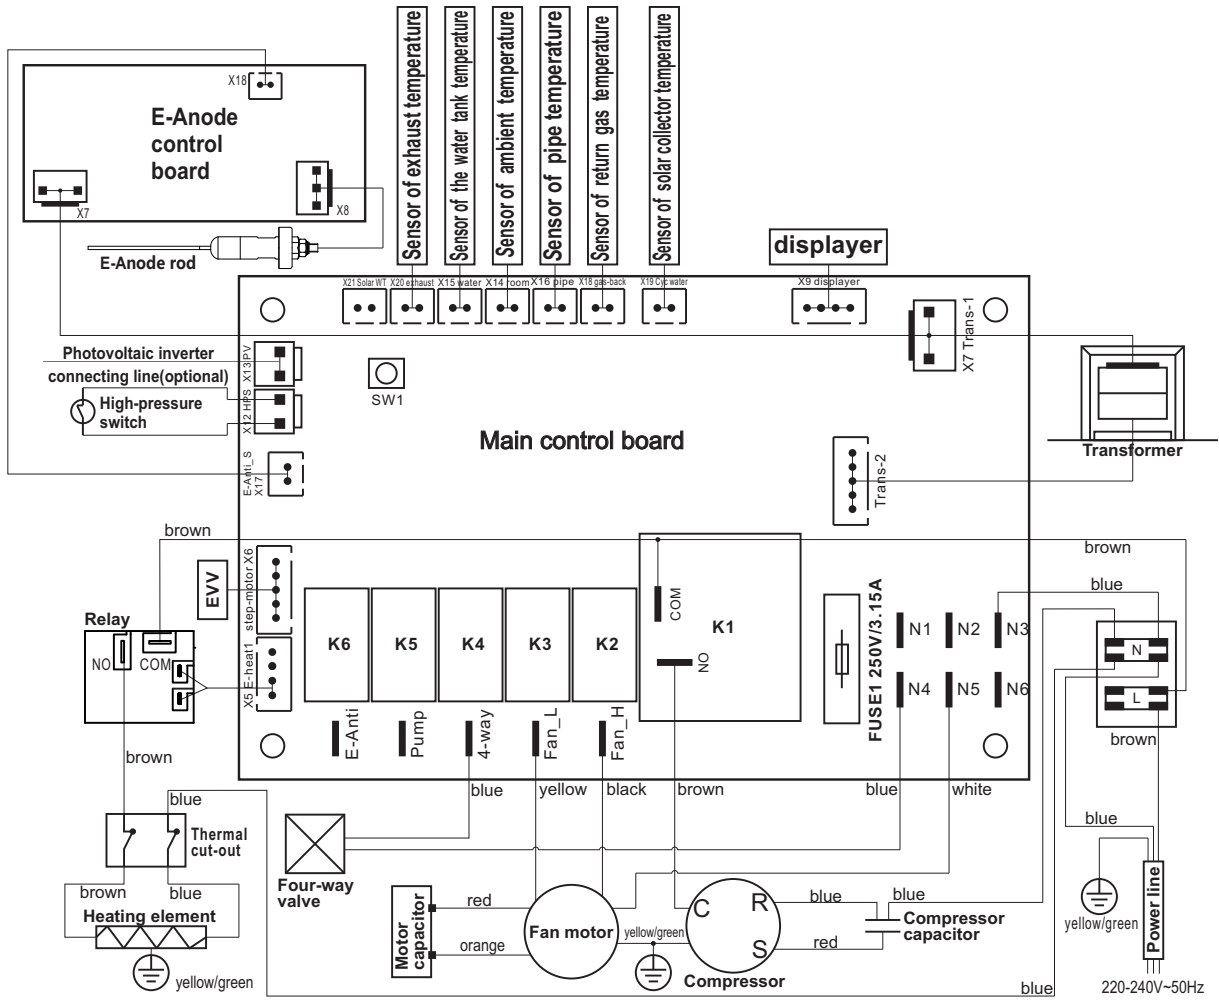 Sensor of exhaust temperature
Sensor of the water tank temperature
Sensor of ambient temperature
Sensor of pipe temperature
Sensor of return gas temperature
Sensor of solar collector temperature
X18
E-Anode
control
board
X7
X8
E-Anode rod
displayer
X21 Solar WT
X20 exhaust
X15 water
X14 room
X16 pipe
X18 gas-back
X19 Cyc water
X9 displayer
X7 Trans-1
Photovoltaic inverter
connecting line(optional)
X13PV
High-pressure
switch
X12 HPS
SW1
Main control board
Transformer
Trans-2
E-Anti_S
X17
brown
brown
EVV
step-motor X6
Relay
NO
COM
X5 E-heat1
K6
K5
K4
K3
K2
K1
COM
NO
FUSE1 250V/3.15A
N1
N2
N3
N4
N5
N6
blue
N
L
brown
E-Anti
Pump
4-way
Fan_L
Fan_H
brown
blue
yellow
black
brown
blue
white
blue
Thermal
cut-out
blue
Four-way
valve
brown
blue
Heating element
yellow/green
Motor
capacitor
red
orange
Fan motor
yellow/green
C
R
S
Compressor
blue
blue
red
Compressor
capacitor
yellow/green
Power line
blue
220-240V~50Hz